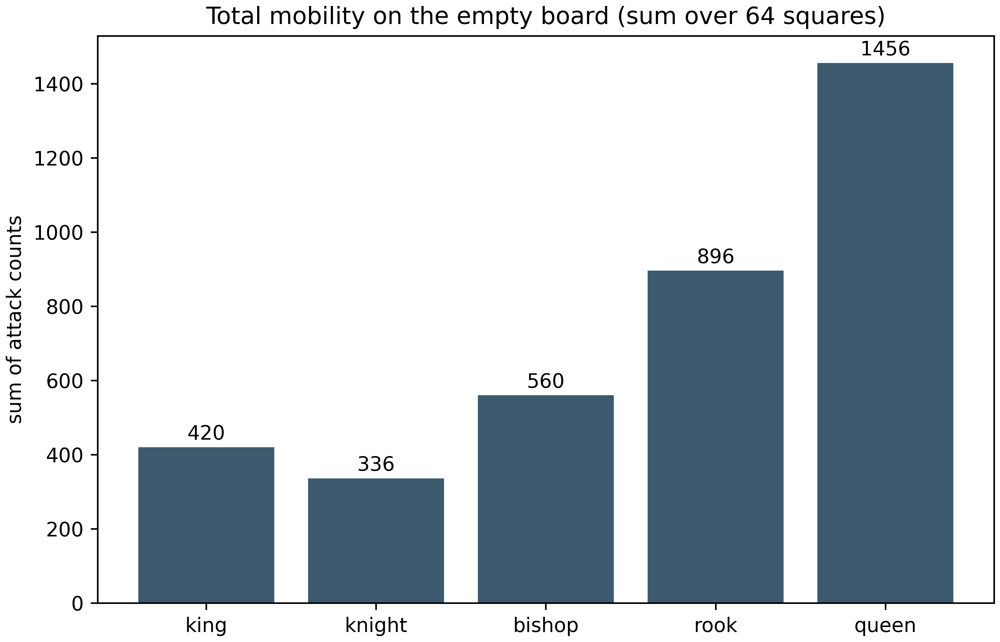 Total mobility on the empty board (sum over 64 squares)
sum of attack counts
1400
1200
1000
800
600
400
200
0
420
336
560
896
1456
king
knight
bishop
rook
queen